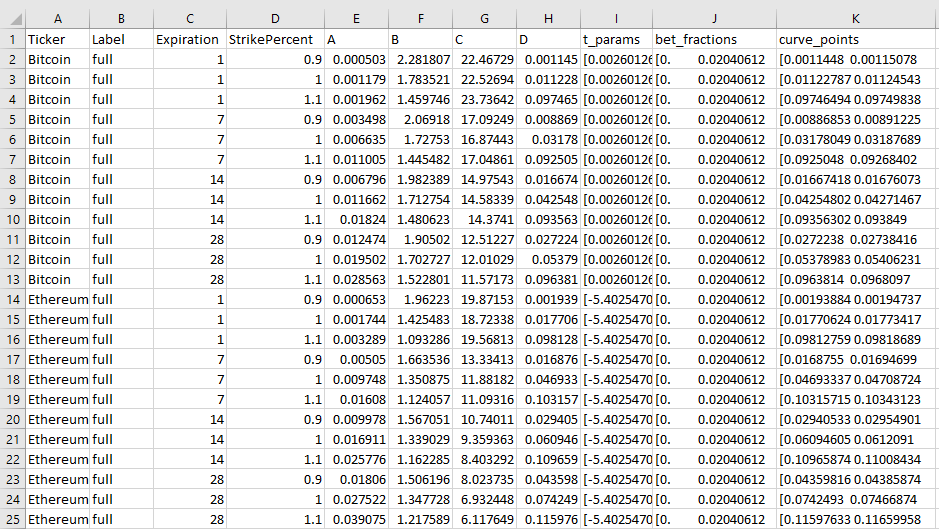 A B C D E F G H I J K
1 Ticker Label Expiration StrikePercent A B C D t_params bet_fractions curve_points
2 Bitcoin full 1 0.9 0.000503 2.281807 22.46729 0.001145 [0.00260126 [0. 0.02040612 [0.0011448 0.00115078
3 Bitcoin full 1 1 0.001179 1.783521 22.52694 0.011228 [0.00260126 [0. 0.02040612 [0.01122787 0.01124543
4 Bitcoin full 1 1.1 0.001962 1.459746 23.73642 0.097465 [0.00260126 [0. 0.02040612 [0.09746494 0.09749838
5 Bitcoin full 7 0.9 0.003498 2.06918 17.09249 0.008869 [0.00260126 [0. 0.02040612 [0.00886853 0.00891225
6 Bitcoin full 7 1 0.006635 1.72753 16.87443 0.03178 [0.00260126 [0. 0.02040612 [0.03178049 0.03187689
7 Bitcoin full 7 1.1 0.011005 1.445482 17.04861 0.092505 [0.00260126 [0. 0.02040612 [0.0925048 0.09268402
8 Bitcoin full 14 0.9 0.006796 1.982389 14.97543 0.016674 [0.00260126 [0. 0.02040612 [0.01667418 0.01676073
9 Bitcoin full 14 1 0.011662 1.712754 14.58339 0.042548 [0.00260126 [0. 0.02040612 [0.04254802 0.04271467
10 Bitcoin full 14 1.1 0.01824 1.480623 14.3741 0.093563 [0.00260126 [0. 0.02040612 [0.09356302 0.093849
11 Bitcoin full 28 0.9 0.012474 1.90502 12.51227 0.027224 [0.00260126 [0. 0.02040612 [0.0272238 0.02738416
12 Bitcoin full 28 1 0.019502 1.702727 12.01029 0.05379 [0.00260126 [0. 0.02040612 [0.05378983 0.05406231
13 Bitcoin full 28 1.1 0.028563 1.522801 11.57173 0.096381 [0.00260126 [0. 0.02040612 [0.0963814 0.0968097
14 Ethereum full 1 0.9 0.000653 1.96223 19.87153 0.001939 [-5.4025470 [0. 0.02040612 [0.00193884 0.00194737
15 Ethereum full 1 1 0.001744 1.425483 18.72338 0.017706 [-5.4025470 [0. 0.02040612 [0.01770624 0.01773417
16 Ethereum full 1 1.1 0.003289 1.093286 19.56813 0.098128 [-5.4025470 [0. 0.02040612 [0.09812759 0.09818689
17 Ethereum full 7 0.9 0.00505 1.663536 13.33413 0.016876 [-5.4025470 [0. 0.02040612 [0.0168755 0.01694699
18 Ethereum full 7 1 0.009748 1.350875 11.88182 0.046933 [-5.4025470 [0. 0.02040612 [0.04693337 0.04708724
19 Ethereum full 7 1.1 0.01608 1.124057 11.09316 0.103157 [-5.4025470 [0. 0.02040612 [0.10315715 0.10343123
20 Ethereum full 14 0.9 0.009978 1.567051 10.74011 0.029405 [-5.4025470 [0. 0.02040612 [0.02940533 0.02954901
21 Ethereum full 14 1 0.016911 1.339029 9.359363 0.060946 [-5.4025470 [0. 0.02040612 [0.06094605 0.0612091
22 Ethereum full 14 1.1 0.025776 1.162285 8.403292 0.109659 [-5.4025470 [0. 0.02040612 [0.10965874 0.11008434
23 Ethereum full 28 0.9 0.01806 1.506196 8.023735 0.043598 [-5.4025470 [0. 0.02040612 [0.04359816 0.04385874
24 Ethereum full 28 1 0.027522 1.347728 6.932448 0.074249 [-5.4025470 [0. 0.02040612 [0.0742493 0.07466874
25 Ethereum full 28 1.1 0.039075 1.217589 6.117649 0.115976 [-5.4025470 [0. 0.02040612 [0.11597633 0.11659958